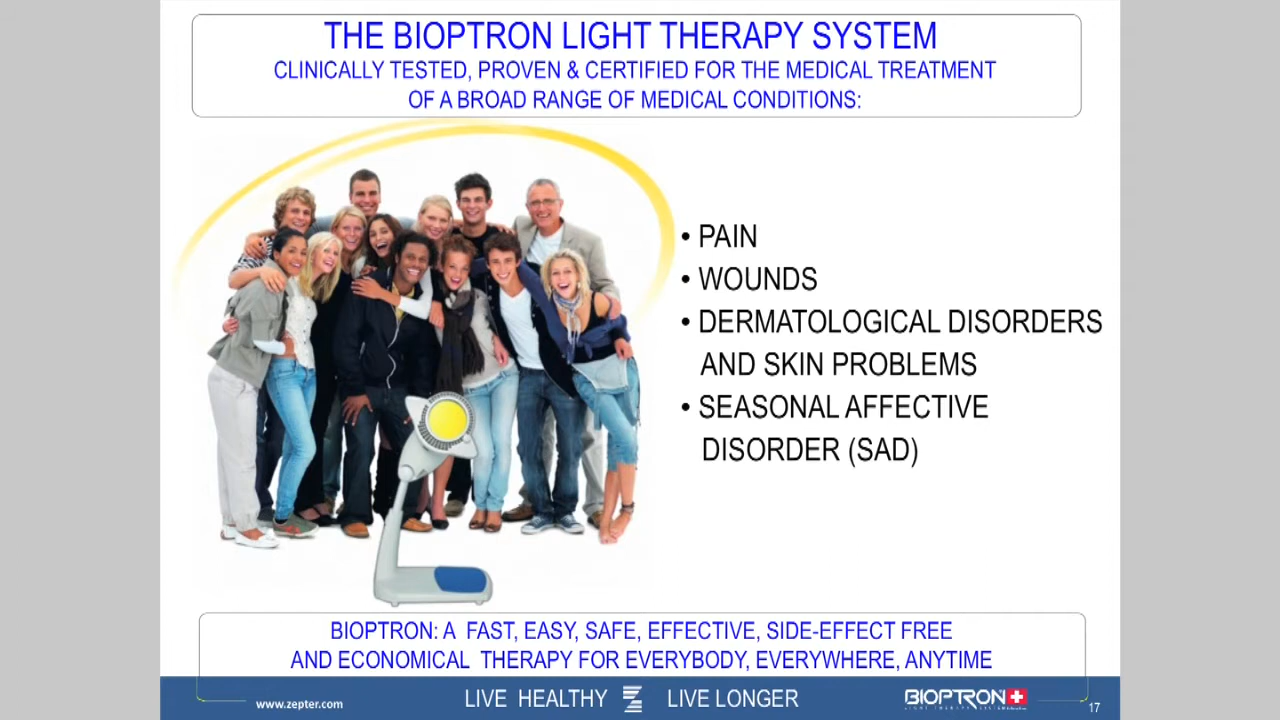 THE BIOPTRON LIGHT THERAPY SYSTEM
CLINICALLY TESTED, PROVEN & CERTIFIED FOR THE MEDICAL TREATMENT
OF A BROAD RANGE OF MEDICAL CONDITIONS:
• PAIN
• WOUNDS
• DERMATOLOGICAL DISORDERS
AND SKIN PROBLEMS
• SEASONAL AFFECTIVE
DISORDER (SAD)
BIOPTRON: A FAST, EASY, SAFE, EFFECTIVE, SIDE-EFFECT FREE
AND ECONOMICAL THERAPY FOR EVERYBODY, EVERYWHERE, ANYTIME
www.zepter.com
LIVE HEALTHY LIVE LONGER
BIOPTRON
LIGHT THERAPY
17